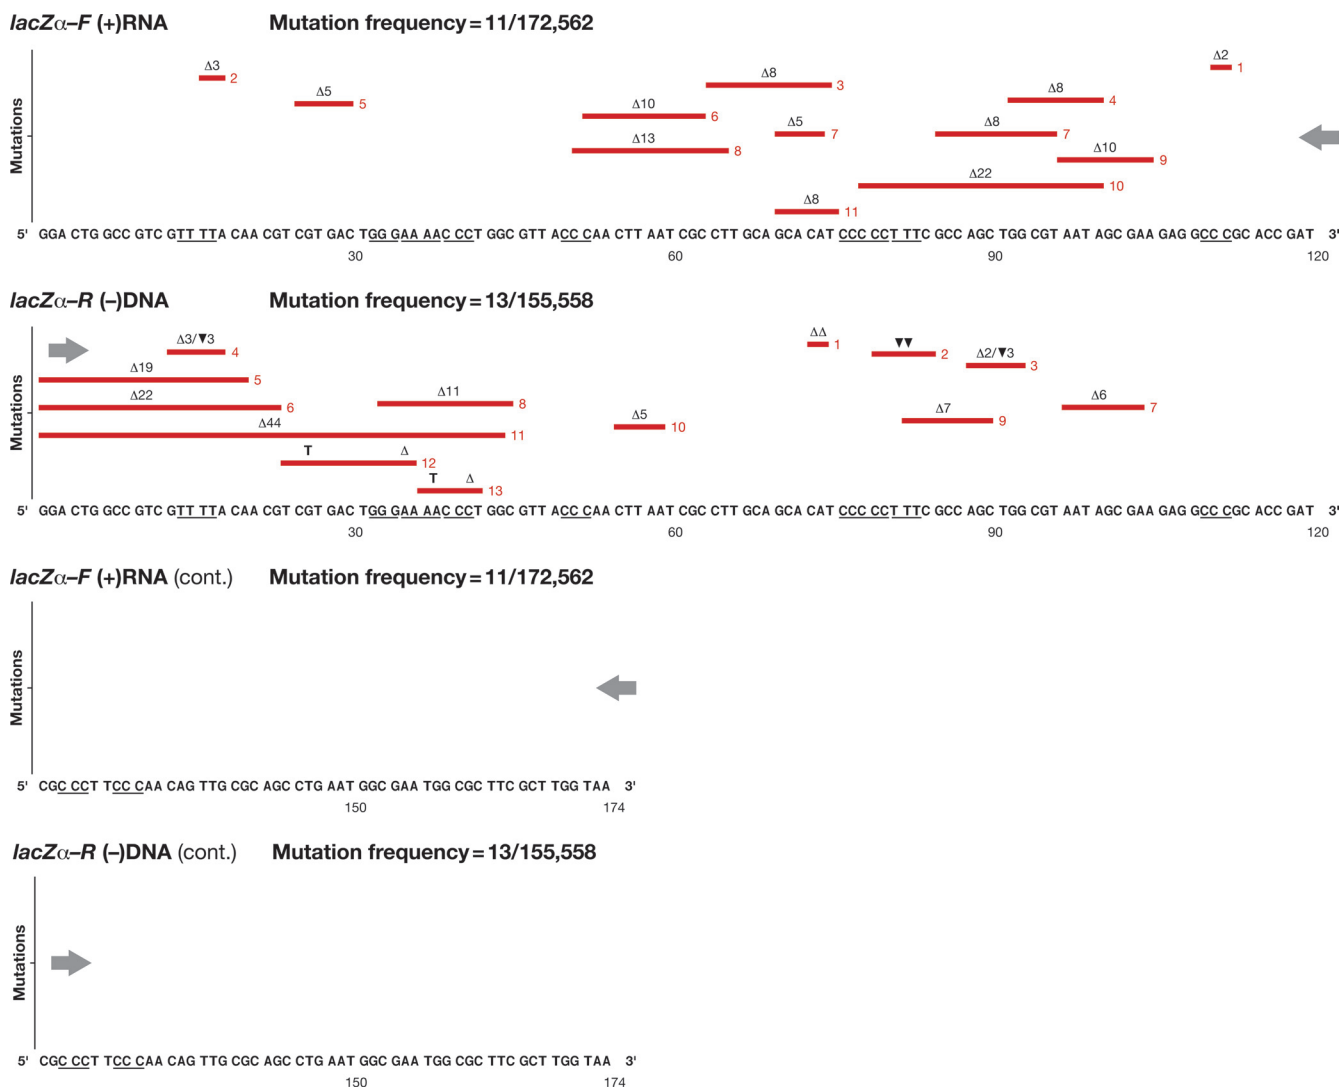 lacZα–F (+)RNA Mutation frequency = 11/172,562
Δ2
1
Δ3
2
Δ8
3
Δ5
5
Δ8
4
Δ10
6
Δ5
7
Δ8
7
Δ13
8
Δ10
9
Δ22
10
Δ8
11
Mutations
5' GGA CTG GCC GTC GTT TTA CAA CGT CGT GAC TGG GAA AAC CCT GGC GTT ACC CAA CTT AAT CGC CTT GCA GCA CAT CCC CCT TTC GCC AGC TGG CGT AAT AGC GAA GAG GCC CGC ACC GAT 3'
30 60 90 120
lacZα–R (–)DNA Mutation frequency = 13/155,558
Δ3/▼3
4
ΔΔ
1
▼▼
2
Δ2/▼3
3
Δ19
5
Δ22
6
Δ11
8
Δ6
7
Δ5
10
Δ7
9
Δ44
11
T Δ
12
T Δ
13
Mutations
5' GGA CTG GCC GTC GTT TTA CAA CGT CGT GAC TGG GAA AAC CCT GGC GTT ACC CAA CTT AAT CGC CTT GCA GCA CAT CCC CCT TTC GCC AGC TGG CGT AAT AGC GAA GAG GCC CGC ACC GAT 3'
30 60 90 120
lacZα–F (+)RNA (cont.) Mutation frequency = 11/172,562
Mutations
5' CGC CCT TCC CAA CAG TTG CGC AGC CTG AAT GGC GAA TGG CGC TTC GCT TGG TAA 3'
150 174
lacZα–R (–)DNA (cont.) Mutation frequency = 13/155,558
Mutations
5' CGC CCT TCC CAA CAG TTG CGC AGC CTG AAT GGC GAA TGG CGC TTC GCT TGG TAA 3'
150 174